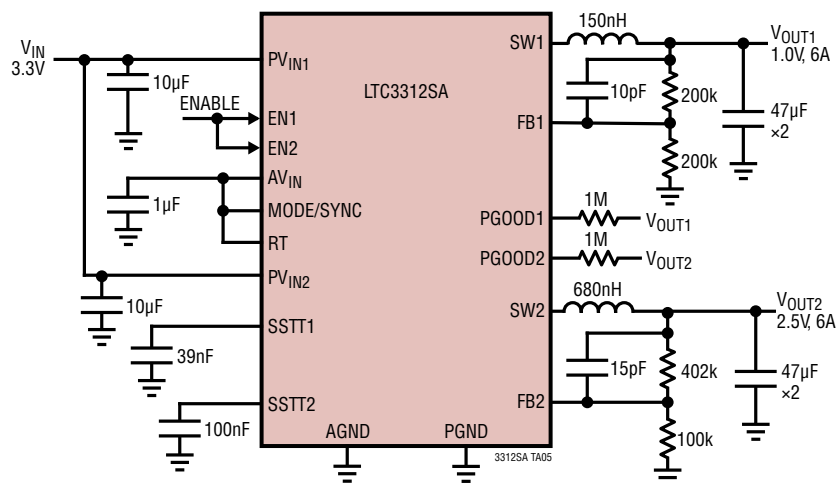 V_IN
3.3V
10µF
ENABLE
1µF
10µF
39nF
100nF
PV_IN1
EN1
EN2
AV_IN
MODE/SYNC
RT
PV_IN2
SSTT1
SSTT2
LTC3312SA
AGND
PGND
SW1
FB1
PGOOD1
PGOOD2
SW2
FB2
150nH
V_OUT1
1.0V, 6A
10pF
200k
47µF
×2
200k
1M
V_OUT1
1M
V_OUT2
680nH
V_OUT2
2.5V, 6A
15pF
402k
47µF
×2
100k
3312SA TA05